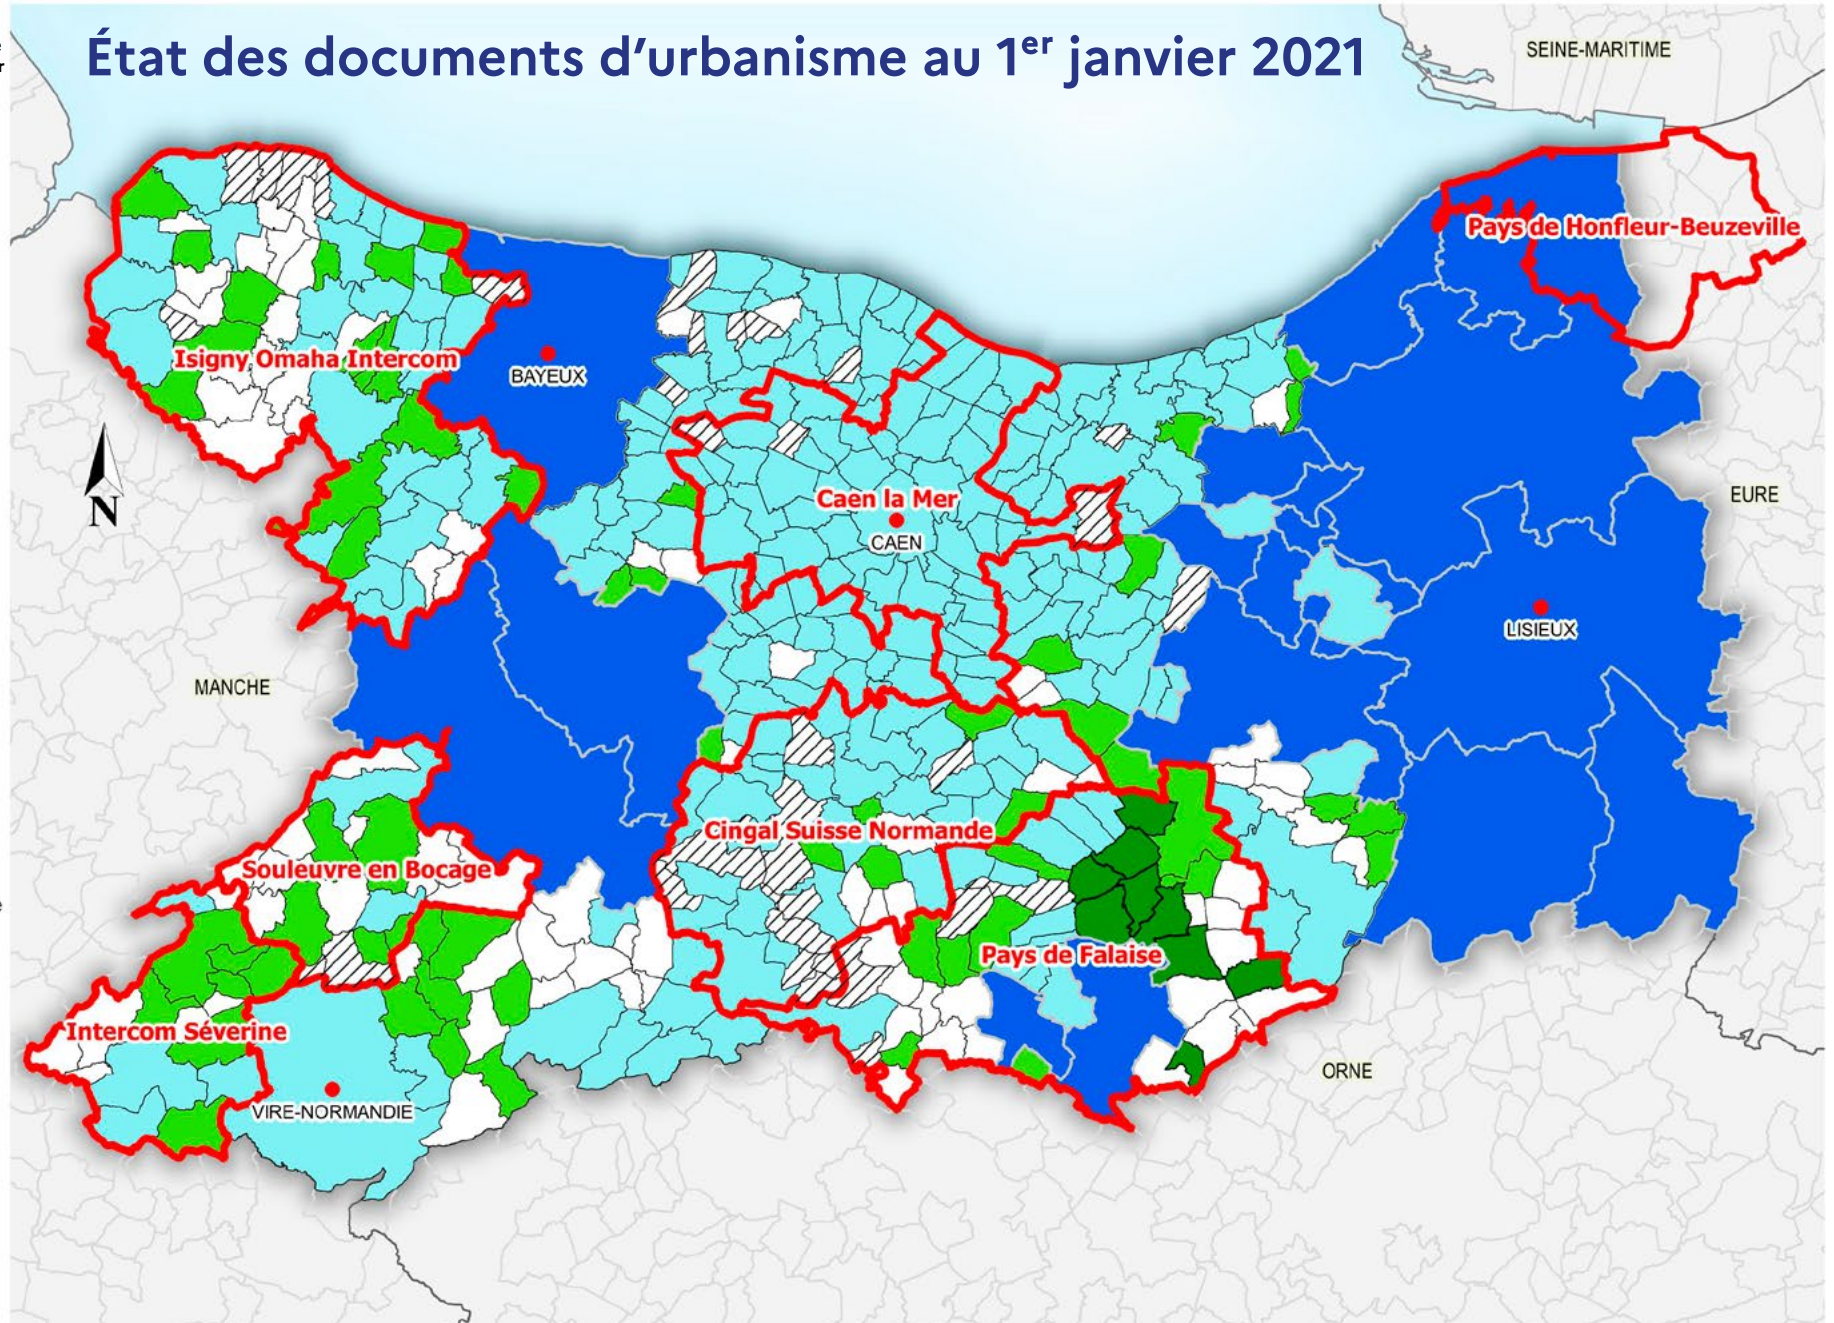 État des documents d'urbanisme au 1er janvier 2021
SEINE-MARITIME
Pays de Honfleur-Beuzeville
Isigny Omaha Intercom
BAYEUX
Caen la Mer
CAEN
EURE
N
LISIEUX
MANCHE
Cingal Suisse Normande
Souleuvre en Bocage
Pays de Falaise
Intercom Séverine
ORNE
VIRE-NORMANDIE